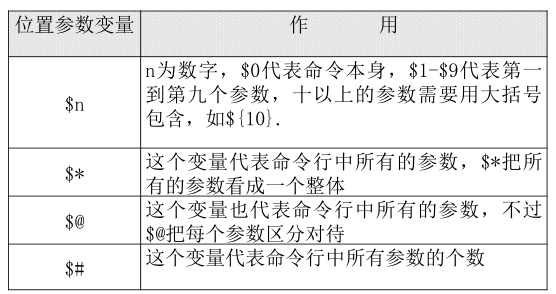 位置参数变量 作 用
$n
n为数字，$0代表命令本身，$1-$9代表第一
到第九个参数，十以上的参数需要用大括号
包含，如${10}.
$*
这个变量代表命令行中所有的参数，$*把所
有的参数看成一个整体
$@
这个变量也代表命令行中所有的参数，不过
$@把每个参数区分对待
$#
这个变量代表命令行中所有参数的个数